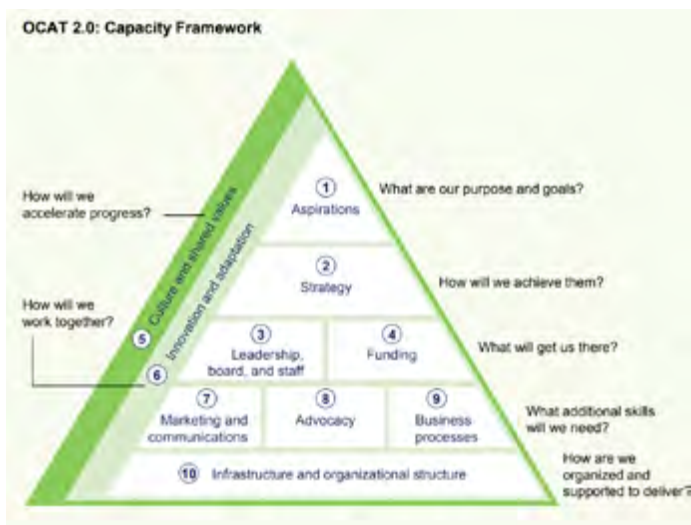 OCAT 2.0: Capacity Framework
How will we
accelerate progress?
5 Culture and shared values
How will we
work together?
6 Innovation and adaptation
1
Aspirations
What are our purpose and goals?
2
Strategy
How will we achieve them?
3
Leadership,
board, and staff
4
Funding
What will get us there?
7
Marketing and
communications
8
Advocacy
9
Business
processes
What additional skills
will we need?
10 Infrastructure and organizational structure
How are we
organized and
supported to deliver?